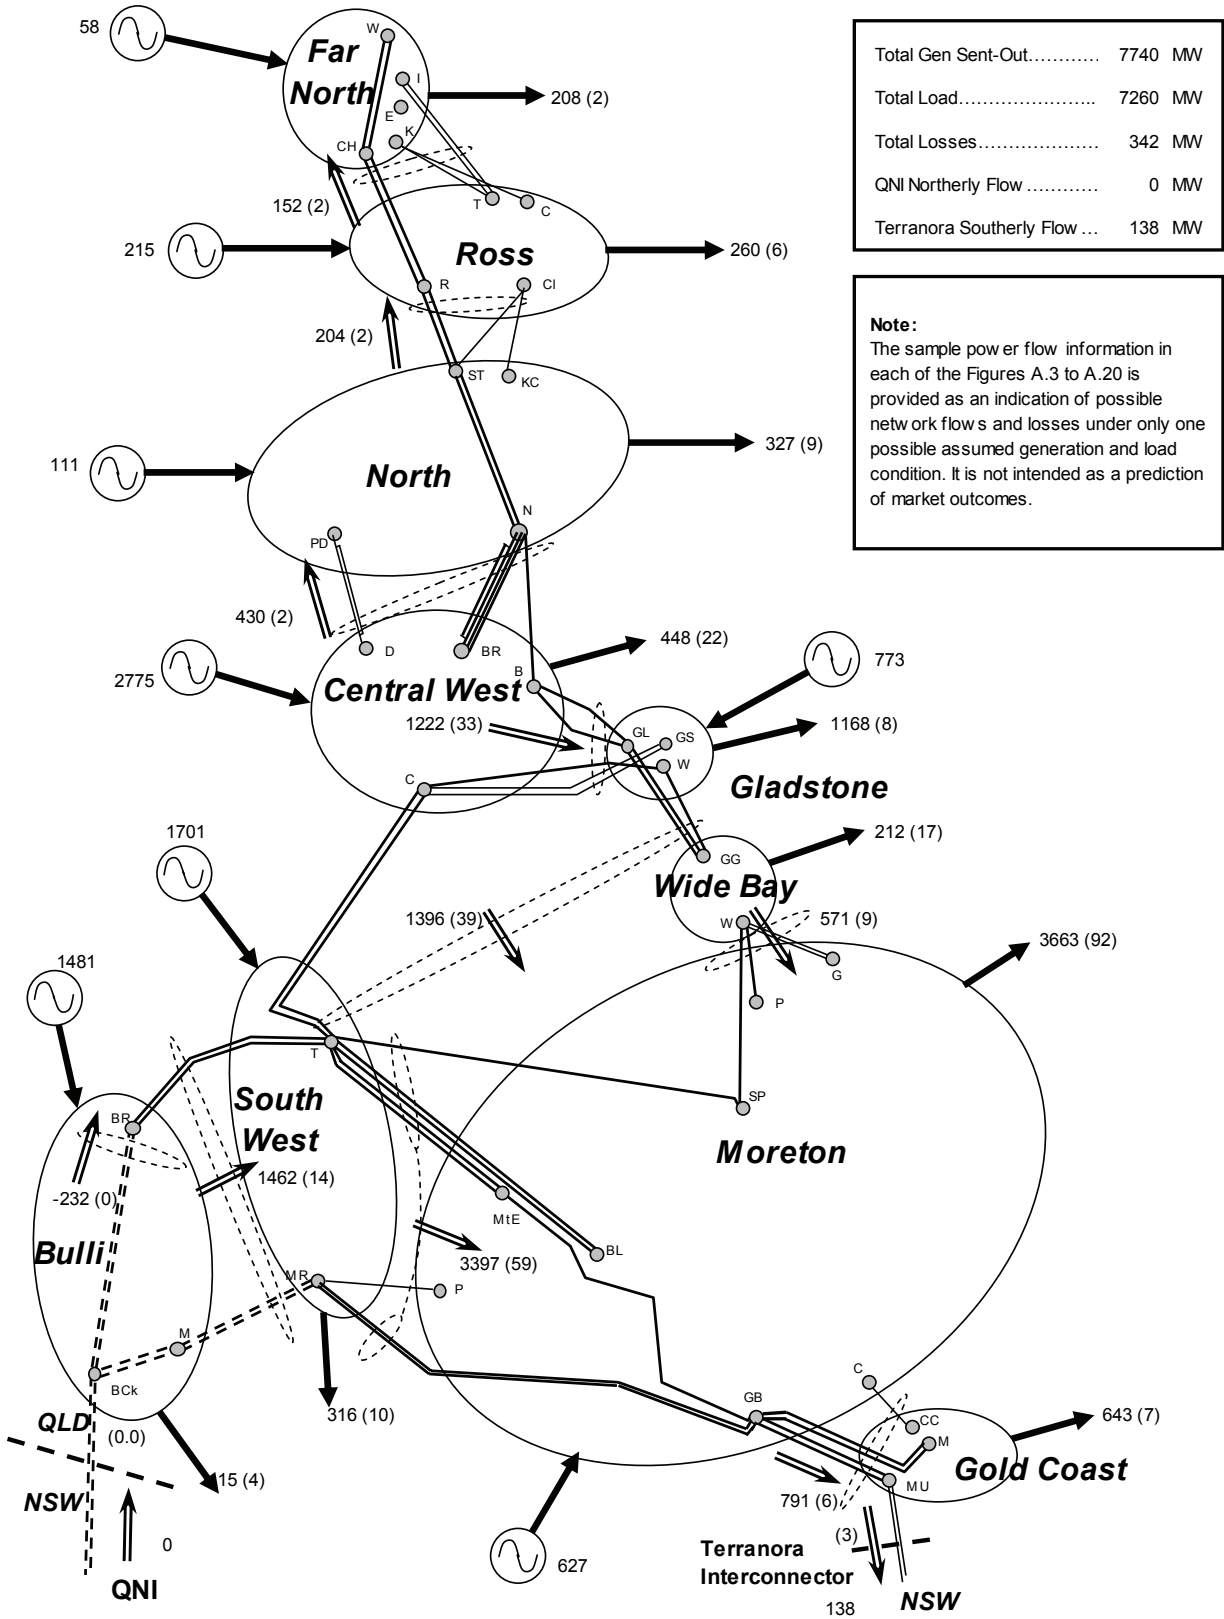 58
W
Far
North
I
E
K
CH
208 (2)
Total Gen Sent-Out............ 7740 MW
Total Load...................... 7260 MW
Total Losses.................... 342 MW
QNI Northerly Flow ............ 0 MW
Terranora Southerly Flow ... 138 MW
152 (2)
T
C
215
Ross
260 (6)
R
CI
204 (2)
Note:
The sample power flow information in
each of the Figures A.3 to A.20 is
provided as an indication of possible
network flows and losses under only one
possible assumed generation and load
condition. It is not intended as a prediction
of market outcomes.
ST
KC
111
North
327 (9)
N
PD
430 (2)
D
BR
448 (22)
773
2775
B
Central West
1222 (33)
GL
GS
W
1168 (8)
C
Gladstone
1701
212 (17)
GG
Wide Bay
1396 (39)
W
571 (9)
3663 (92)
1481
G
P
T
SP
BR
South
West
Moreton
1462 (14)
-232 (0)
MtE
BL
Bulli
3397 (59)
MR
P
M
BCk
C
316 (10)
GB
CC
643 (7)
QLD
(0.0)
M
Gold Coast
15 (4)
MU
NSW
791 (6)
(3)
0
627
Terranora
Interconnector
QNI
138
NSW